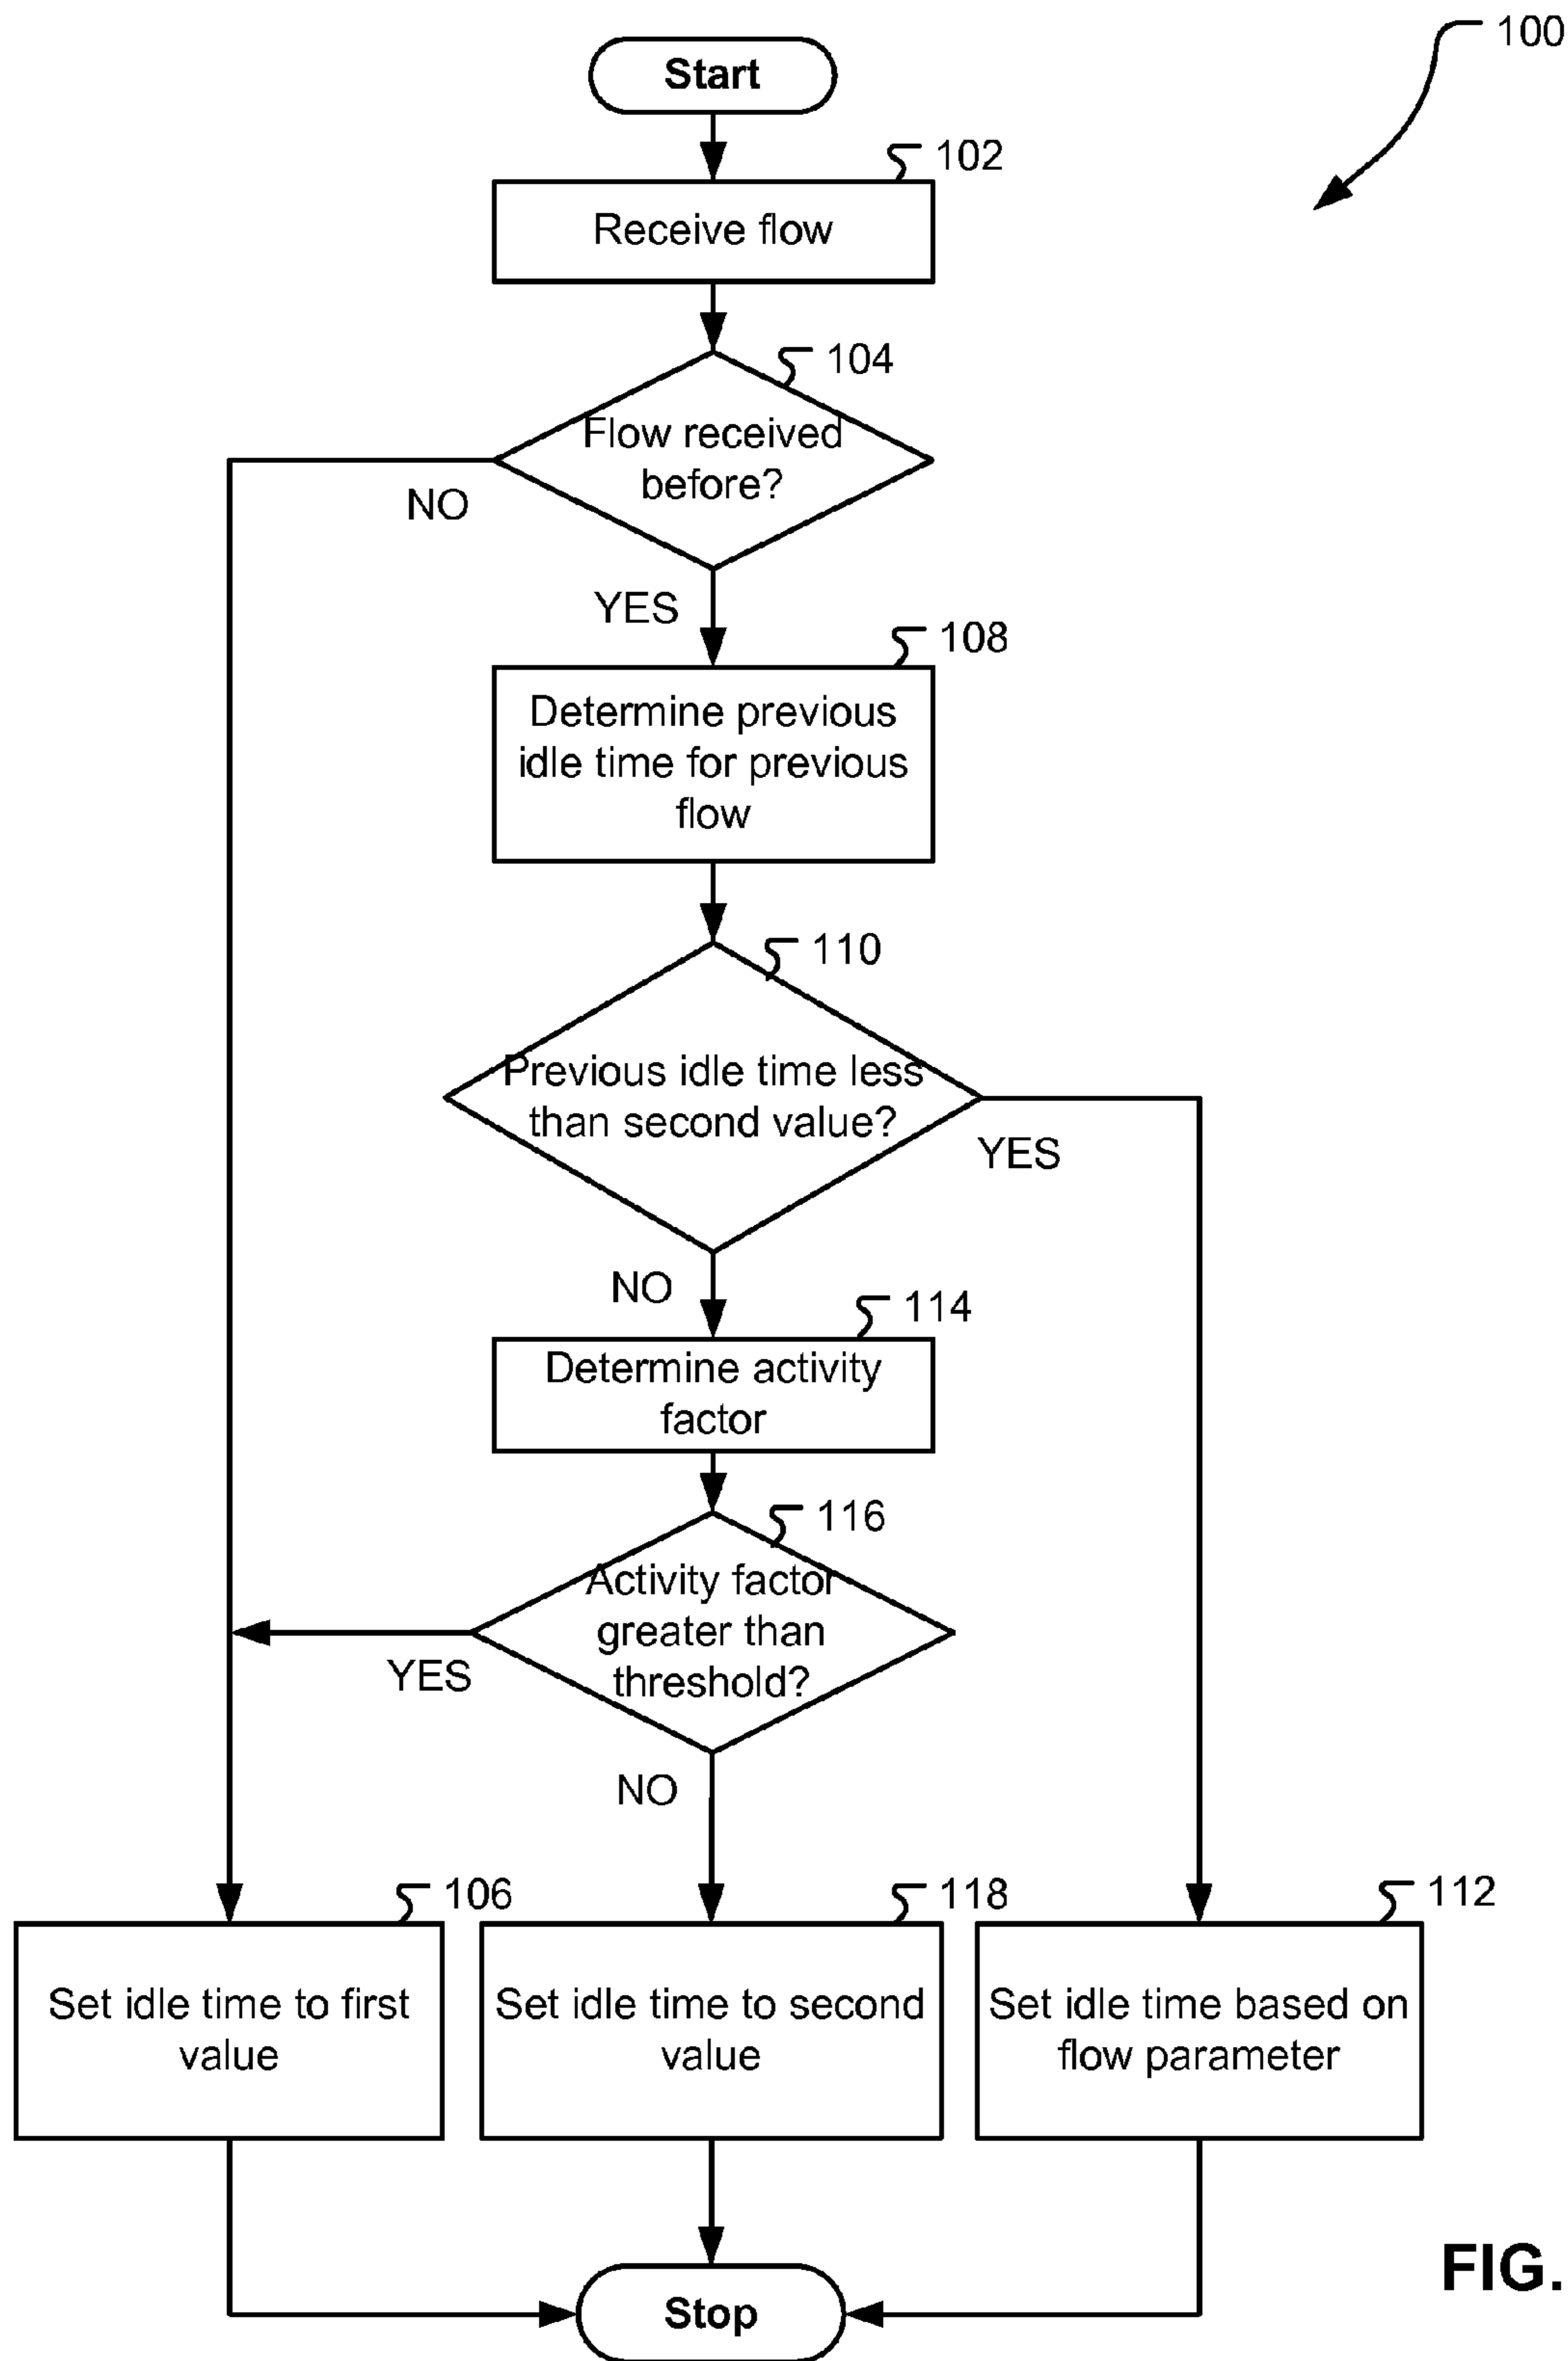 100
Start
102
Receive flow
104
Flow received
before?
NO
YES
108
Determine previous
idle time for previous
flow
110
Previous idle time less
than second value?
YES
NO
114
Determine activity
factor
116
Activity factor
greater than
threshold?
YES
NO
106
118
112
Set idle time to first
value
Set idle time to second
value
Set idle time based on
flow parameter
FIG.
Stop